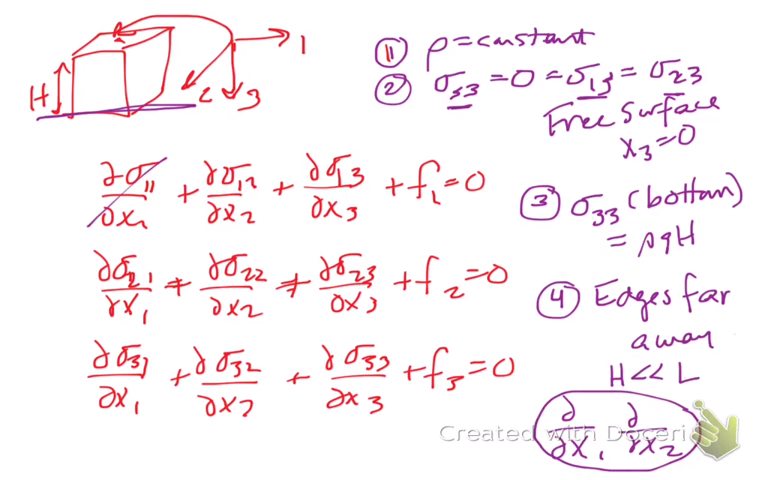 H
1
2
3
① ρ = constant
② σ33 = 0 = σ13 = σ23
Free Surface
x3 = 0
∂σ11/∂x1 + ∂σ12/∂x2 + ∂σ13/∂x3 + f1 = 0
③ σ33 (bottom)
= ρgH
∂σ21/∂x1 + ∂σ22/∂x2 + ∂σ23/∂x3 + f2 = 0
④ Edges far
away
H << L
∂σ31/∂x1 + ∂σ32/∂x2 + ∂σ33/∂x3 + f3 = 0
∂/∂x1 ∂/∂x2
Created with Doceri